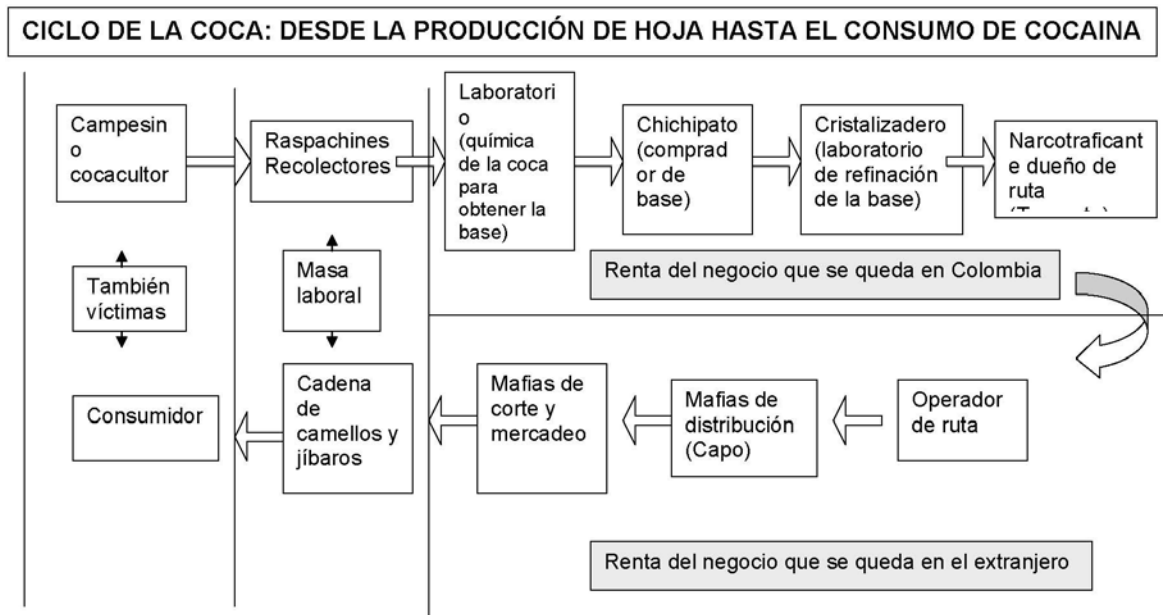 CICLO DE LA COCA: DESDE LA PRODUCCIÓN DE HOJA HASTA EL CONSUMO DE COCAINA
Campesin
o
cocacultor
Raspachines
Recolectores
Laboratori
o
(química
de la coca
para
obtener la
base)
Chichipato
(comprad
or de
base)
Cristalizadero
(laboratorio
de refinación
de la base)
Narcotraficant
e dueño de
ruta
También
víctimas
Masa
laboral
Renta del negocio que se queda en Colombia
Consumidor
Cadena
de
camellos y
jíbaros
Mafias de
corte y
mercadeo
Mafias de
distribución
(Capo)
Operador
de ruta
Renta del negocio que se queda en el extranjero